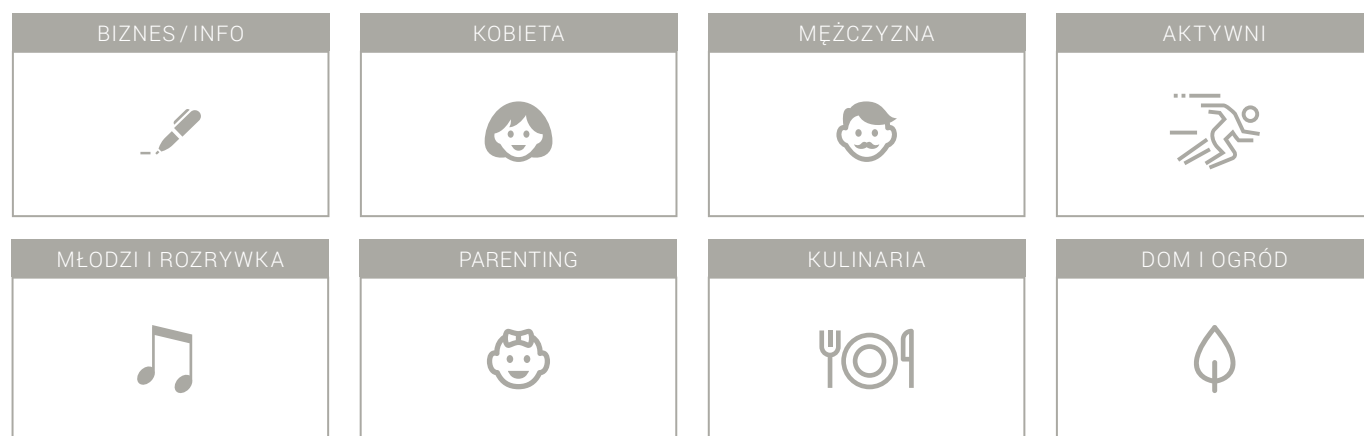 BIZNES / INFO
KOBIETA
MĘŻCZYZNA
AKTYWNI
MŁODZI I ROZRYWKA
PARENTING
KULINARIA
DOM I OGRÓD